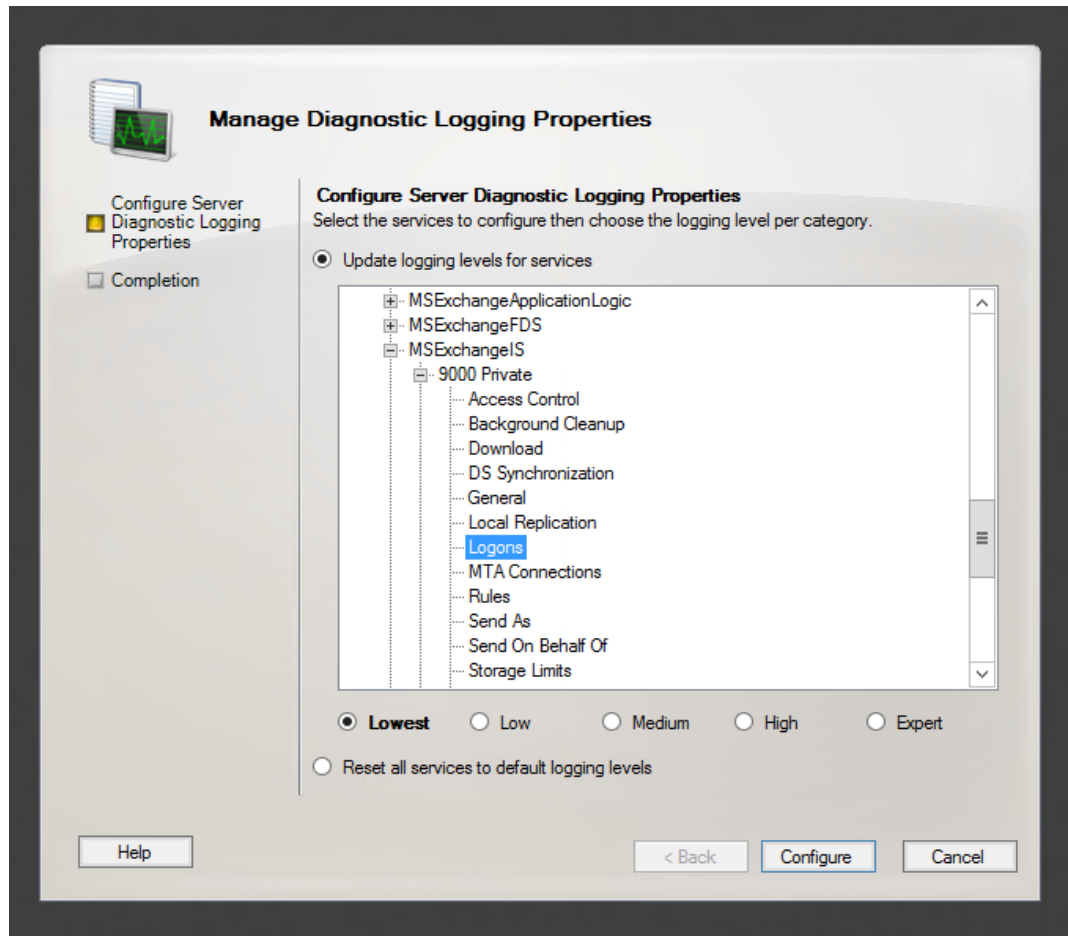 Manage Diagnostic Logging Properties
Configure Server
Diagnostic Logging
Properties
Completion
Configure Server Diagnostic Logging Properties
Select the services to configure then choose the logging level per category.
Update logging levels for services
MSExchangeApplicationLogic
MSExchangeFDS
MSExchangeIS
9000 Private
Access Control
Background Cleanup
Download
DS Synchronization
General
Local Replication
Logons
MTA Connections
Rules
Send As
Send On Behalf Of
Storage Limits
Lowest Low Medium High Expert
Reset all services to default logging levels
Help < Back Configure Cancel